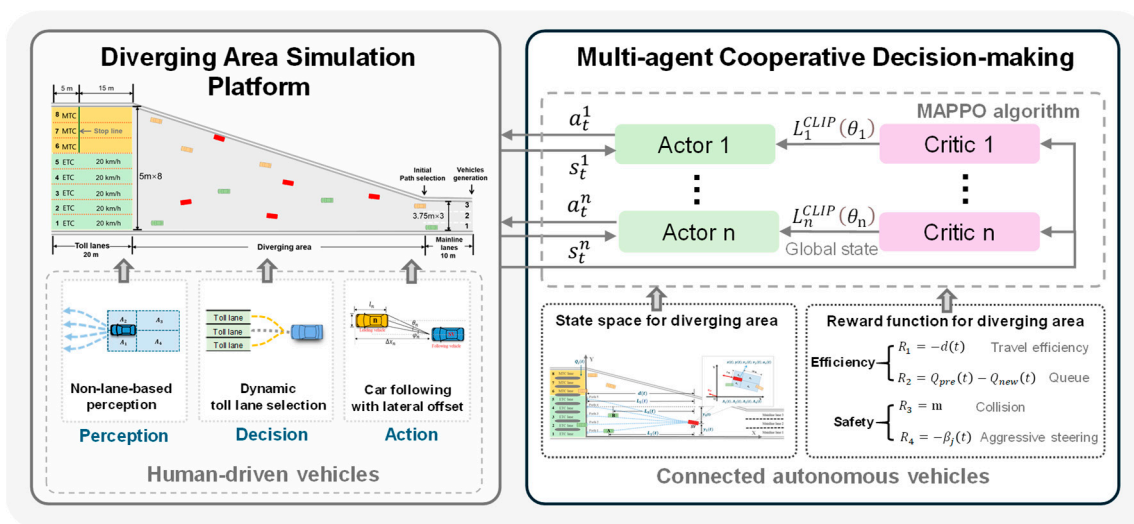 Diverging Area Simulation
Platform
5 m
15 m
8 MTC
7 MTC
Stop line
6 MTC
5 ETC 20 km/h
4 ETC 20 km/h
3 ETC 20 km/h
2 ETC 20 km/h
1 ETC 20 km/h
5m×8
Initial
Path selection
Vehicles
generation
3.75m×3
3
2
1
Toll lanes
20 m
Diverging area
Mainline
lanes
10 m
Toll lane
Toll lane
Toll lane
Non-lane-based
perception
Perception
Dynamic
toll lane selection
Decision
Car following
with lateral offset
Action
Human-driven vehicles
Multi-agent Cooperative Decision-making
MAPPO algorithm
a_t^1
s_t^1
Actor 1
L_1^{CLIP}(θ_1)
Critic 1
a_t^n
s_t^n
Actor n
L_n^{CLIP}(θ_n)
Critic n
Global state
State space for diverging area
Reward function for diverging area
Efficiency
R_1 = −d(t) Travel efficiency
R_2 = Q_{pre}(t) − Q_{new}(t) Queue
Safety
R_3 = m Collision
R_4 = −β_j(t) Aggressive steering
Connected autonomous vehicles